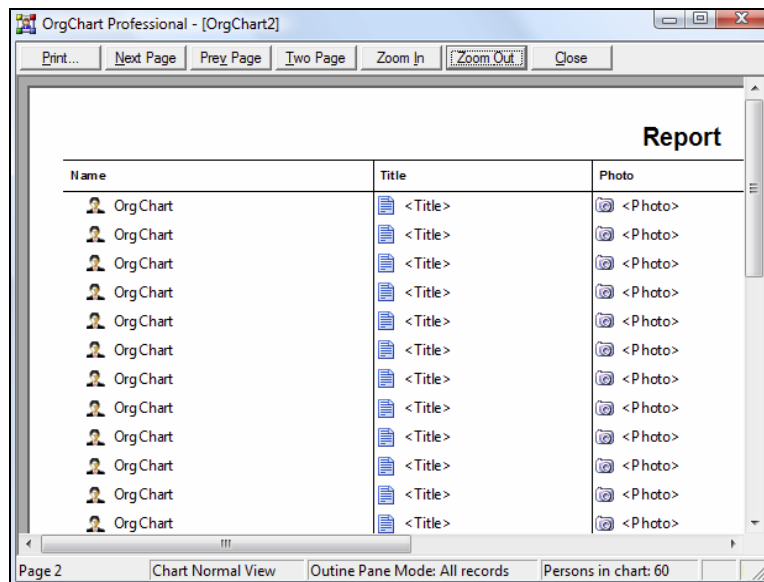 OrgChart Professional - [OrgChart2]
Print... Next Page Prev Page Two Page Zoom In Zoom Out Close
Report
Name Title Photo
OrgChart <Title> <Photo>
OrgChart <Title> <Photo>
OrgChart <Title> <Photo>
OrgChart <Title> <Photo>
OrgChart <Title> <Photo>
OrgChart <Title> <Photo>
OrgChart <Title> <Photo>
OrgChart <Title> <Photo>
OrgChart <Title> <Photo>
OrgChart <Title> <Photo>
OrgChart <Title> <Photo>
OrgChart <Title> <Photo>
Page 2 Chart Normal View Outine Pane Mode: All records Persons in chart: 60